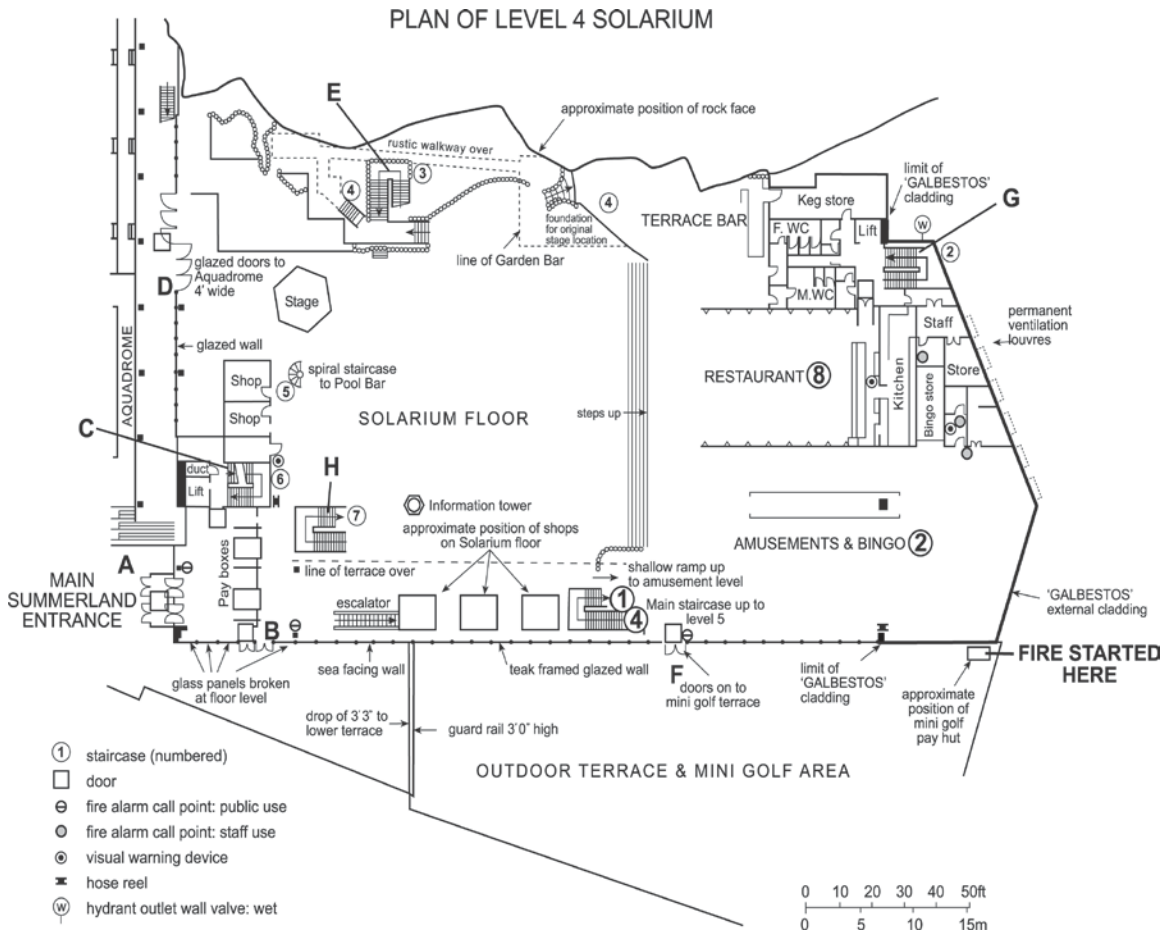 PLAN OF LEVEL 4 SOLARIUM
E
approximate position of rock face
rustic walkway over
3
4
4
foundation
for original
stage location
line of Garden Bar
TERRACE BAR
Keg store
F. WC
Lift
M.WC
limit of
'GALBESTOS'
cladding
G
W
2
permanent
ventilation
louvres
glazed doors to
Aquadrome
4' wide
D
Stage
glazed wall
AQUADROME
Shop
Shop
5
spiral staircase
to Pool Bar
SOLARIUM FLOOR
steps up
RESTAURANT 8
Kitchen
Staff
Store
Bingo store
C
duct
Lift
6
H
7
Information tower
approximate position of shops
on Solarium floor
AMUSEMENTS & BINGO 2
A
MAIN
SUMMERLAND
ENTRANCE
Pay boxes
line of terrace over
shallow ramp up
to amusement level
escalator
1
4
Main staircase up to
level 5
'GALBESTOS'
external cladding
B
glass panels broken
at floor level
sea facing wall
teak framed glazed wall
F
doors on to
mini golf terrace
limit of
'GALBESTOS'
cladding
FIRE STARTED
HERE
approximate
position of
mini golf
pay hut
drop of 3'3" to
lower terrace
guard rail 3'0" high
OUTDOOR TERRACE & MINI GOLF AREA
1 staircase (numbered)
door
fire alarm call point: public use
fire alarm call point: staff use
visual warning device
hose reel
W hydrant outlet wall valve: wet
0 10 20 30 40 50ft
0 5 10 15m